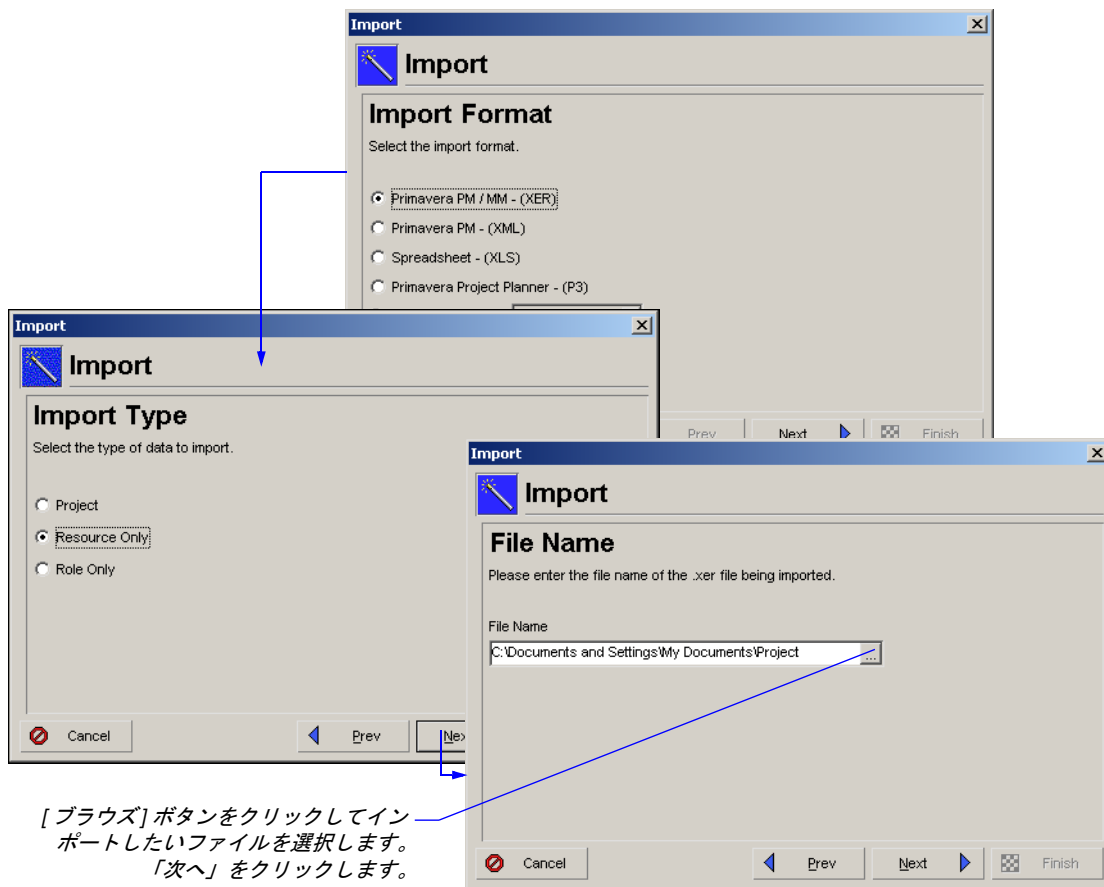 Import
Import
Import Format
Select the import format.
Primavera PM / MM - (XER)
Primavera PM - (XML)
Spreadsheet - (XLS)
Primavera Project Planner - (P3)
Prev
Next
Finish
Import
Import
Import Type
Select the type of data to import.
Project
Resource Only
Role Only
Cancel
Prev
Import
Import
File Name
Please enter the file name of the .xer file being imported.
File Name
C:\Documents and Settings\My Documents\Project
...
Cancel
Prev
Next
Finish
[ブラウズ] ボタンをクリックしてイン
ポートしたいファイルを選択します。
「次へ」をクリックします。